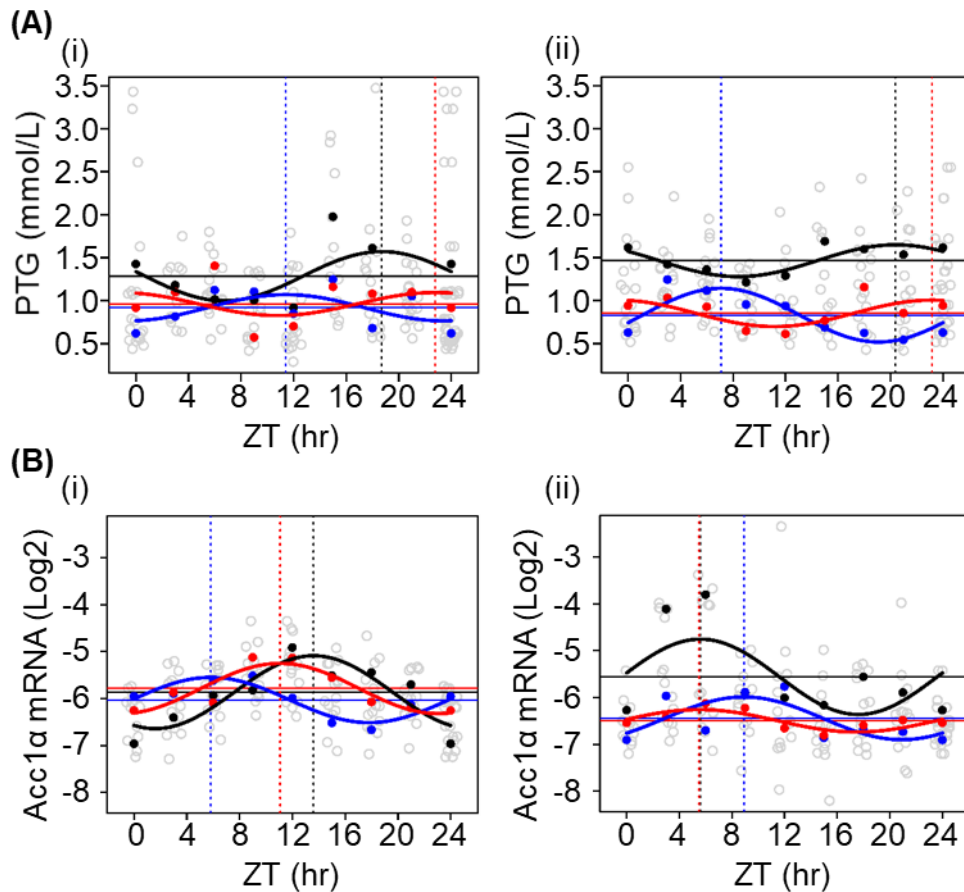 (A)
(i)
(ii)
PTG (mmol/L)
3.5
3.0
2.5
2.0
1.5
1.0
0.5
0 4 8 12 16 20 24
ZT (hr)
PTG (mmol/L)
3.5
3.0
2.5
2.0
1.5
1.0
0.5
0 4 8 12 16 20 24
ZT (hr)
(B)
(i)
(ii)
Acc1α mRNA (Log2)
-3
-4
-5
-6
-7
-8
0 4 8 12 16 20 24
ZT (hr)
Acc1α mRNA (Log2)
-3
-4
-5
-6
-7
-8
0 4 8 12 16 20 24
ZT (hr)